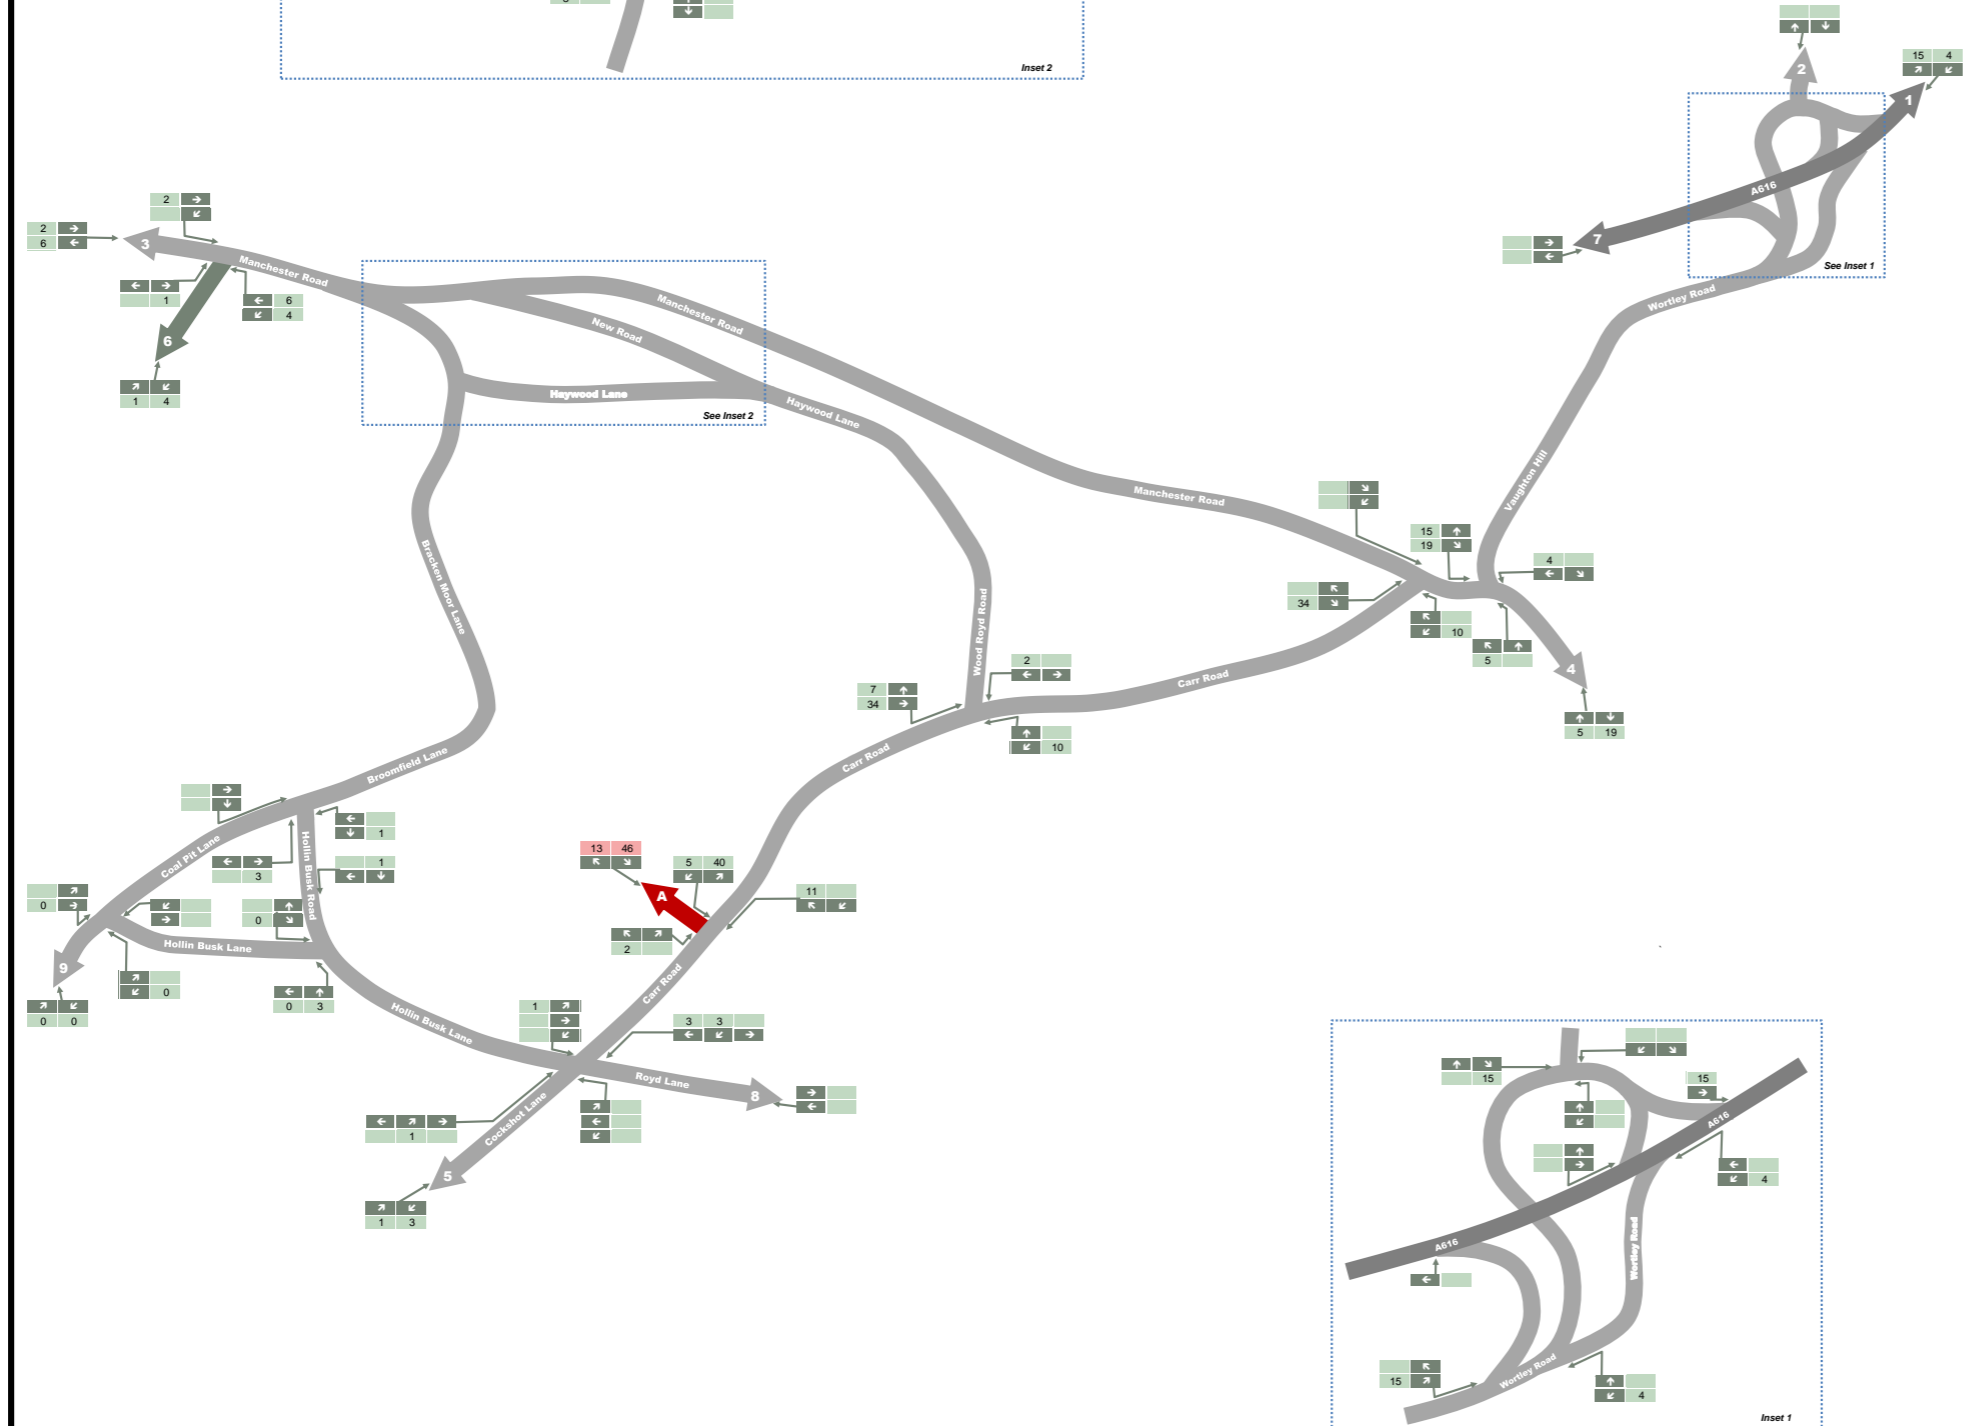 Inset 2
2
15 4
1
A616
7
See Inset 1
Wortley Road
2
2
6
3
1
6
4
6
1 4
Manchester Road
Manchester Road
New Road
Haywood Lane
See Inset 2
Haywood Lane
Manchester Road
Vaughton Hill
15
19
4
34
10
5
4
5 19
Bracken Moor Lane
Wood Royd Road
Carr Road
2
7
34
10
Carr Road
Broomfield Lane
1
Coal Pit Lane
Hollin Busk Road
3
1
0
0
Hollin Busk Lane
9
0
0 0
0 3
13 46
A
5 40
11
2
Carr Road
Hollin Busk Lane
1
3 3
Royd Lane
8
1
Cockshot Lane
5
1 3
15
15
A616
4
A616
Wortley Road
15
Wortley Road
4
Inset 1